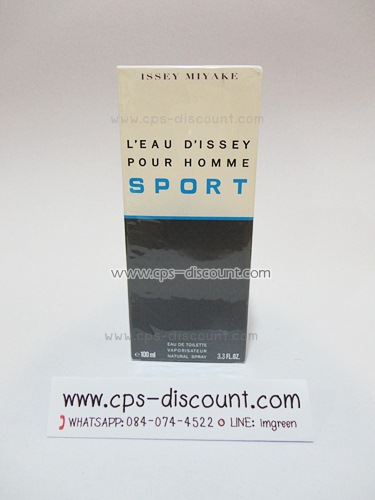 ISSEY MIYAKE
www.cps-discount.com
L'EAU D'ISSEY
POUR HOMME
SPORT
www.cps-discount.com
EAU DE TOILETTE
VAPORISATEUR
e 100 ml NATURAL SPRAY 3.3 FL.OZ.
www.cps-discount.com
WHATSAPP: 084-074-4522 LINE: imgreen